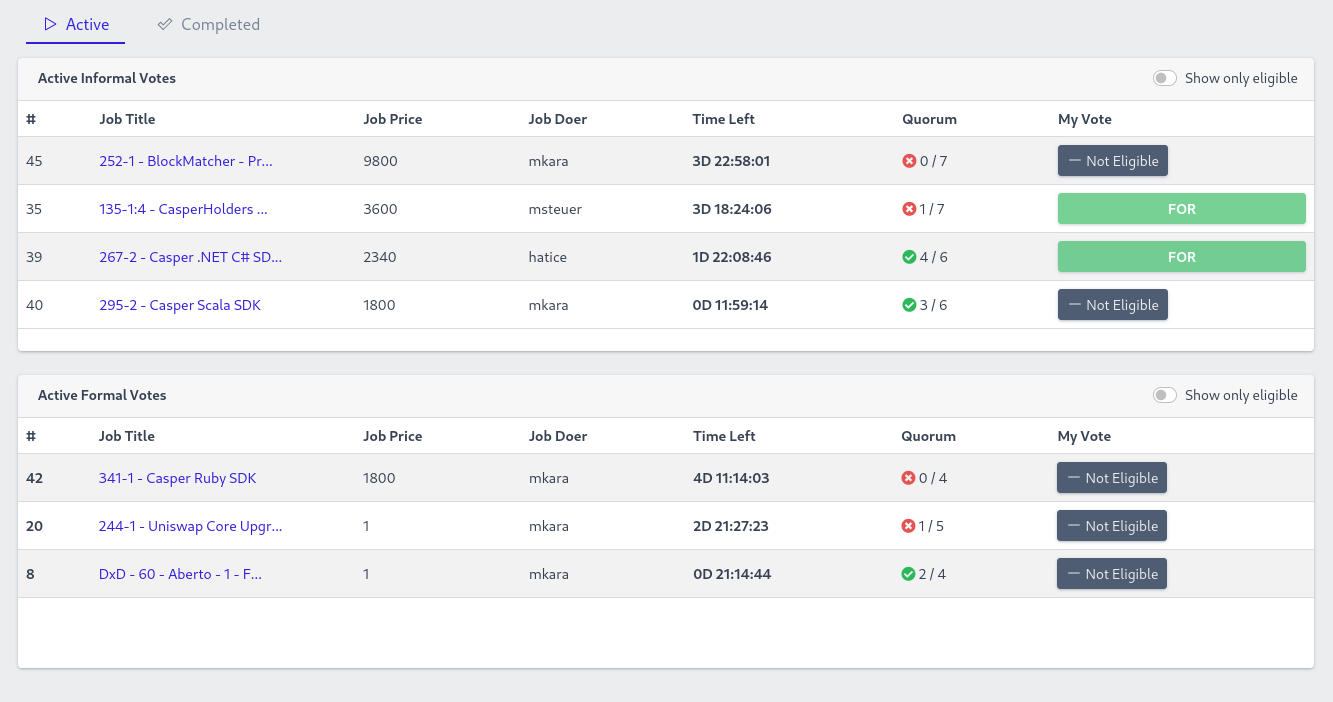 Active Completed
Active Informal Votes Show only eligible
# Job Title Job Price Job Doer Time Left Quorum My Vote
45 252-1 - BlockMatcher - Pr... 9800 mkara 3D 22:58:01 0 / 7 Not Eligible
35 135-1:4 - CasperHolders ... 3600 msteuer 3D 18:24:06 1 / 7 FOR
39 267-2 - Casper .NET C# SD... 2340 hatice 1D 22:08:46 4 / 6 FOR
40 295-2 - Casper Scala SDK 1800 mkara 0D 11:59:14 3 / 6 Not Eligible
Active Formal Votes Show only eligible
# Job Title Job Price Job Doer Time Left Quorum My Vote
42 341-1 - Casper Ruby SDK 1800 mkara 4D 11:14:03 0 / 4 Not Eligible
20 244-1 - Uniswap Core Upgr... 1 mkara 2D 21:27:23 1 / 5 Not Eligible
8 DxD - 60 - Aberto - 1 - F... 1 mkara 0D 21:14:44 2 / 4 Not Eligible